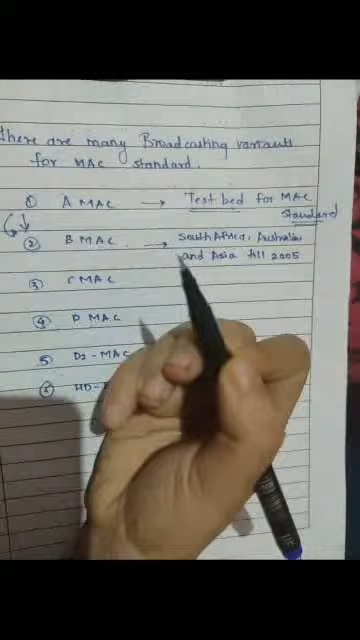 There are many Broadcasting variants
for MAC standard.
① A MAC → Test bed for MAC
standard
② B MAC. → South Africa, Australia
and Asia till 2005
③ C MAC
④ D MAC
5 D2-MAC
⑥ HD-